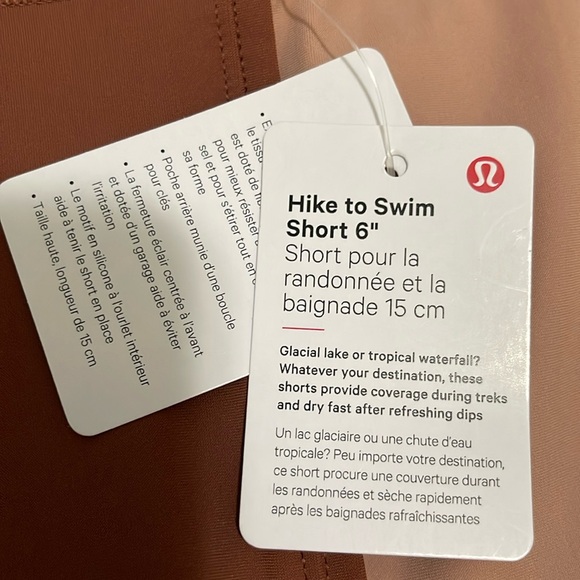 Hike to Swim
Short 6"
Short pour la
randonnée et la
baignade 15 cm
Glacial lake or tropical waterfall?
Whatever your destination, these
shorts provide coverage during treks
and dry fast after refreshing dips
Un lac glaciaire ou une chute d'eau
tropicale? Peu importe votre destination,
ce short procure une couverture durant
les randonnées et sèche rapidement
après les baignades rafraîchissantes
le
est doté de
pour mieux résister
sel et pour s'étirer tout en
sa forme
• Poche arrière munie d'une boucle
pour clés
• La fermeture éclair centrée à l'avant
et dotée d'un garage aide à éviter
l'irritation
• Le motif en silicone à l'ourlet intérieur
aide à tenir le short en place
• Taille haute, longueur de 15 cm